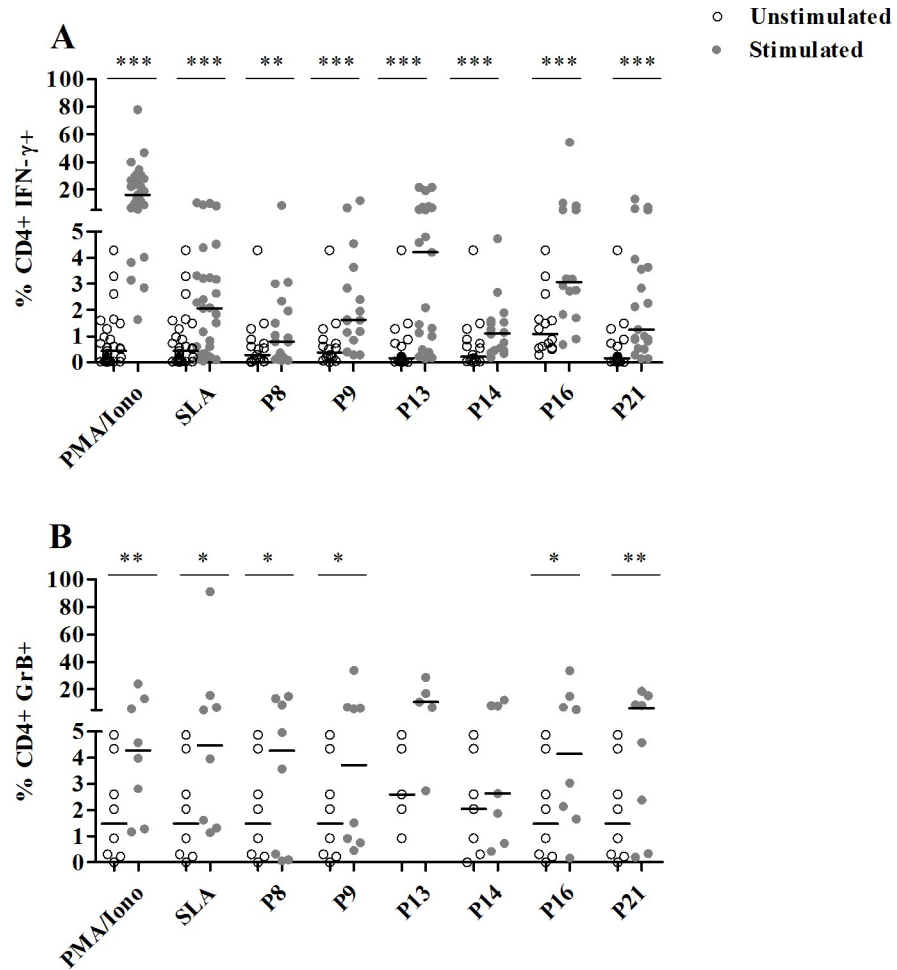 Unstimulated
Stimulated
A
*** *** ** *** *** *** *** ***
% CD4+ IFN-γ+
100
80
60
40
20
5
4
3
2
1
0
PMA/Iono SLA P8 P9 P13 P14 P16 P21
B
** * * * * **
% CD4+ GrB+
100
80
60
40
20
5
4
3
2
1
0
PMA/Iono SLA P8 P9 P13 P14 P16 P21